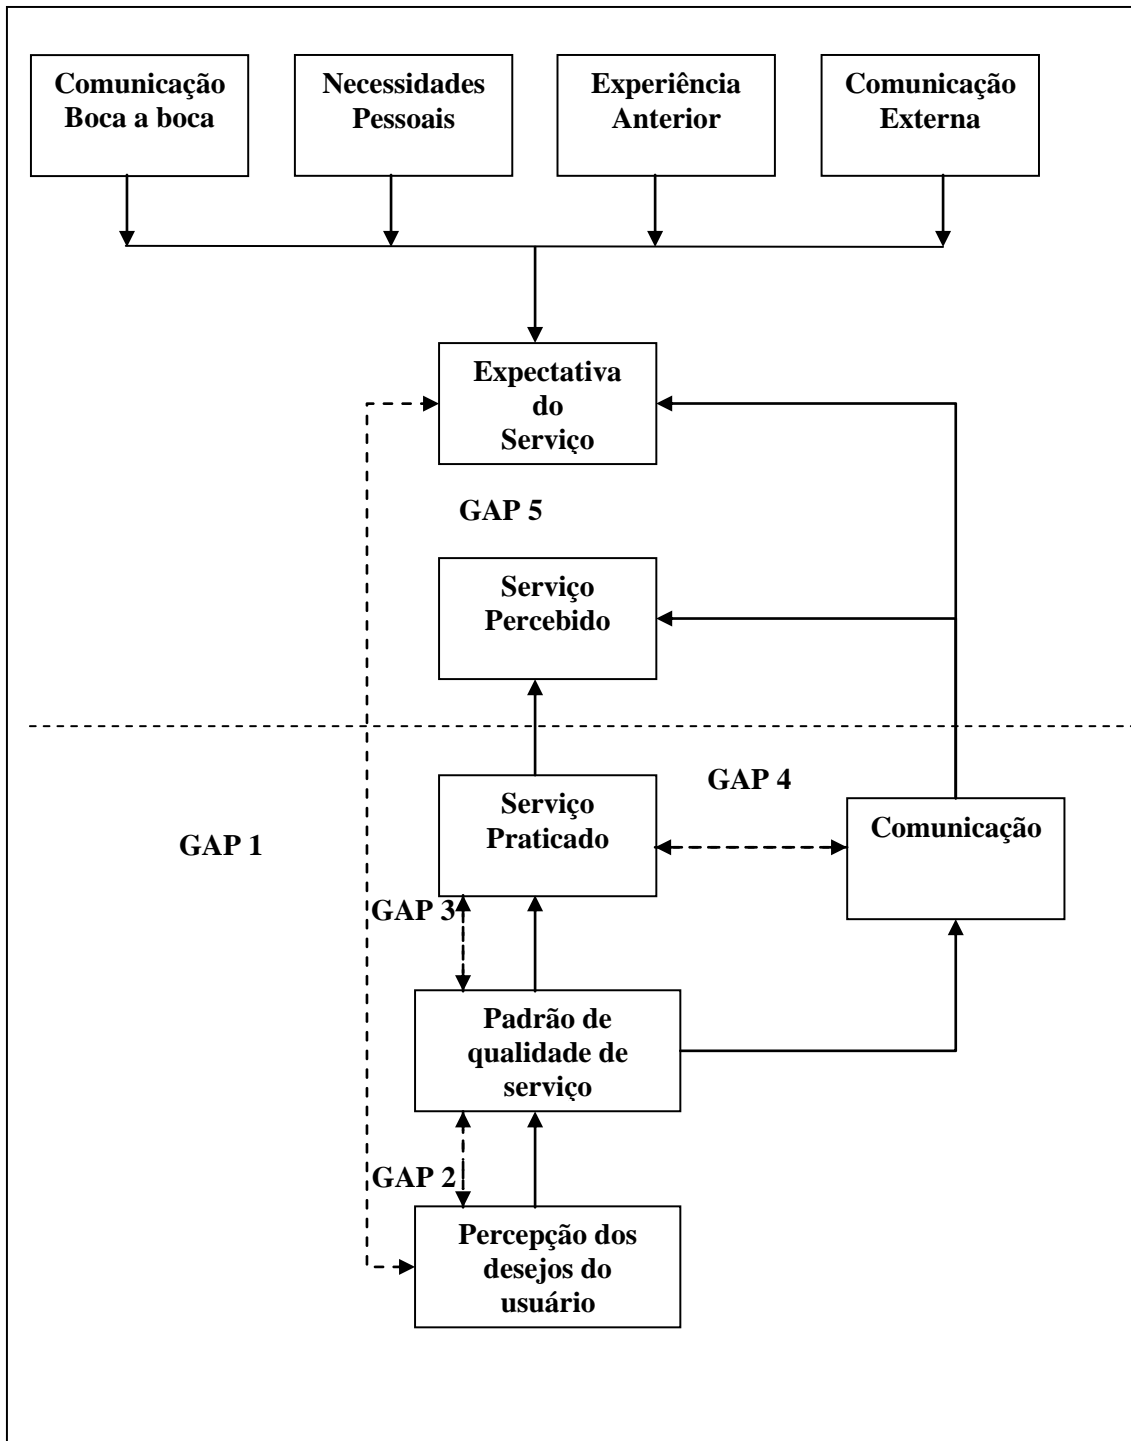 Comunicação
Boca a boca
Necessidades
Pessoais
Experiência
Anterior
Comunicação
Externa
Expectativa
do
Serviço
GAP 5
Serviço
Percebido
GAP 4
Serviço
Praticado
Comunicação
GAP 1
GAP 3
Padrão de
qualidade de
serviço
GAP 2
Percepção dos
desejos do
usuário